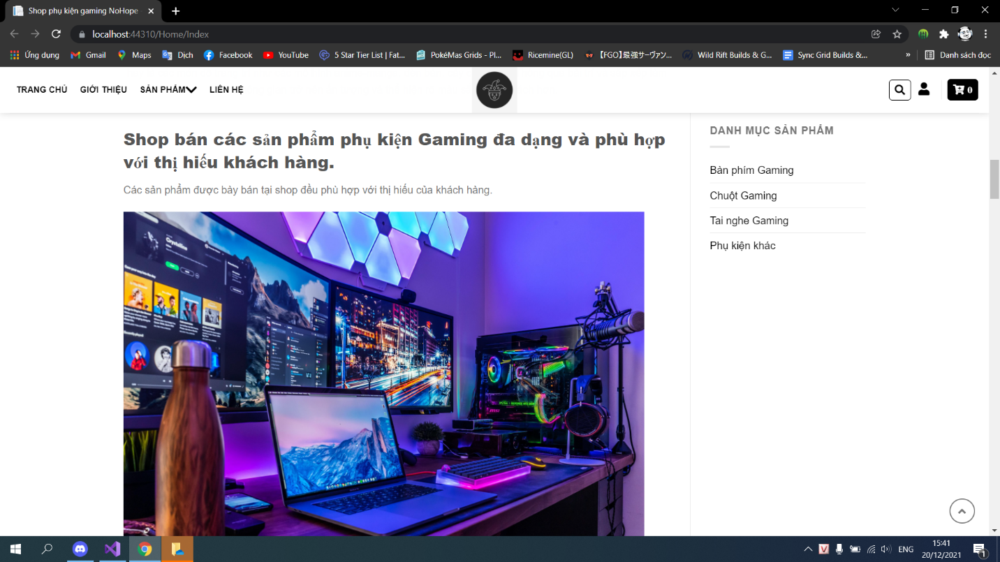 Shop phụ kiện gaming NoHope
localhost:44310/Home/Index
Ứng dụng Gmail Maps Dịch Facebook YouTube 5 Star Tier List | Fat... PokéMas Grids - Pl... Ricemine(GL) 【FGO】最強サーヴァン... Wild Rift Builds & G... Sync Grid Builds &... » Danh sách đọc
TRANG CHỦ GIỚI THIỆU SẢN PHẨM LIÊN HỆ 0
Shop bán các sản phẩm phụ kiện Gaming đa dạng và phù hợp
với thị hiếu khách hàng.
Các sản phẩm được bày bán tại shop đều phù hợp với thị hiếu của khách hàng.
DANH MỤC SẢN PHẨM
Bàn phím Gaming
Chuột Gaming
Tai nghe Gaming
Phụ kiện khác
Crystalline
ENG
15:41
20/12/2021
1